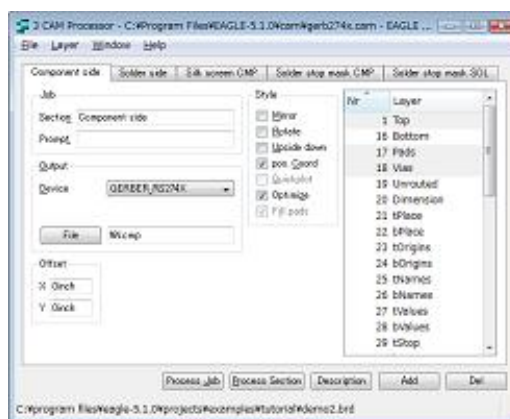 3 CAM Processor - C:₩Program Files₩EAGLE-5.1.0₩cam₩gerb274x.cam - EAGLE ...
File Layer Window Help
Component side Solder side Silk screen CMP Solder stop mask CMP Solder stop mask SOL
Job
Section Component side
Prompt
Output
Device GERBER_RS274X
File %N.cmp
Offset
X 0inch
Y 0inch
Style
Mirror
Rotate
Upside down
pos. Coord
Quickplot
Optimize
Fill pads
Nr Layer
1 Top
16 Bottom
17 Pads
18 Vias
19 Unrouted
20 Dimension
21 tPlace
22 bPlace
23 tOrigins
24 bOrigins
25 tNames
26 bNames
27 tValues
28 bValues
29 tStop
Process Job Process Section Description Add Del
C:₩program files₩eagle-5.1.0₩projects₩examples₩tutorial₩demo2.brd